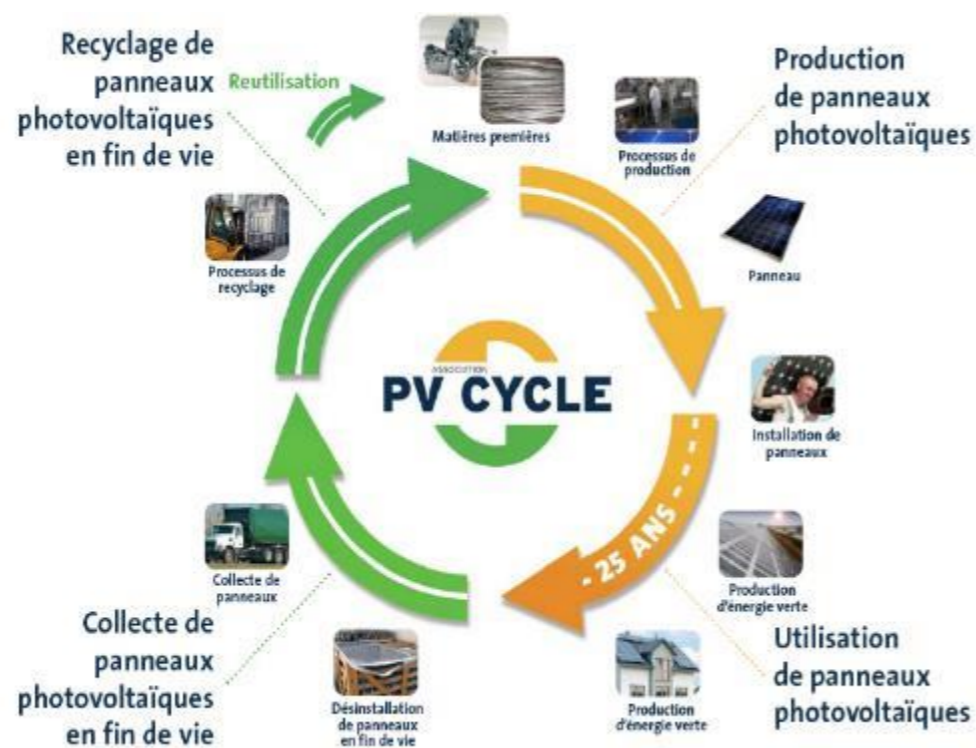 Recyclage de
panneaux
photovoltaïques
en fin de vie
Reutilisation
Matières premières
Processus de
production
Production
de panneaux
photovoltaïques
Panneau
Processus de
recyclage
ASSOCIATION
PV CYCLE
Installation de
panneaux
- 25 ANS - - - -
Production
d'énergie verte
Utilisation
de panneaux
photovoltaïques
Production
d'énergie verte
Désinstallation
de panneaux
en fin de vie
Collecte de
panneaux
Collecte de
panneaux
photovoltaïques
en fin de vie